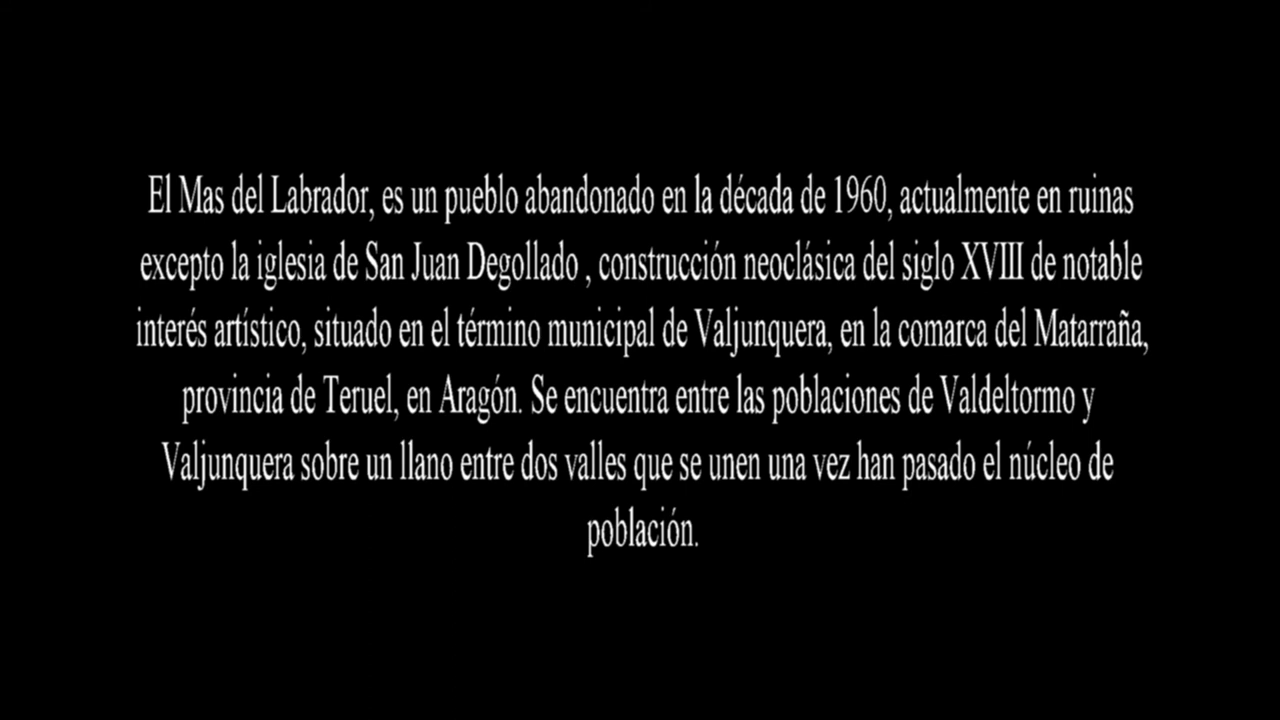 El Mas del Labrador, es un pueblo abandonado en la década de 1960, actualmente en ruinas
excepto la iglesia de San Juan Degollado , construcción neoclásica del siglo XVIII de notable
interés artístico, situado en el término municipal de Valjunquera, en la comarca del Matarraña,
provincia de Teruel, en Aragón. Se encuentra entre las poblaciones de Valdeltormo y
Valjunquera sobre un llano entre dos valles que se unen una vez han pasado el núcleo de
población.